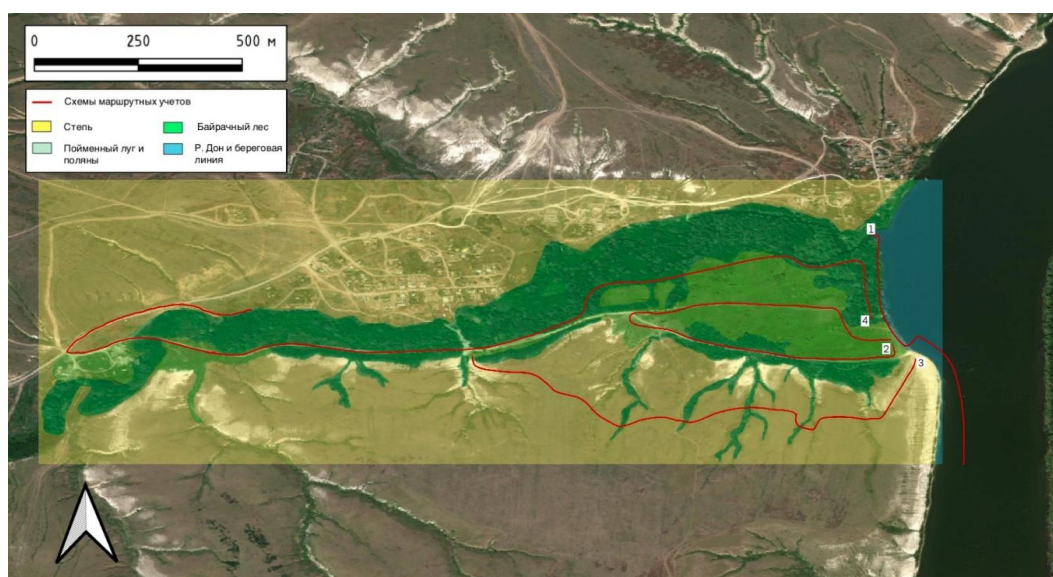 0 250 500 м
Схемы маршрутных учетов
Степь
Байрачный лес
Пойменный луг и
поляны
Р. Дон и береговая
линия
1
4
2
3